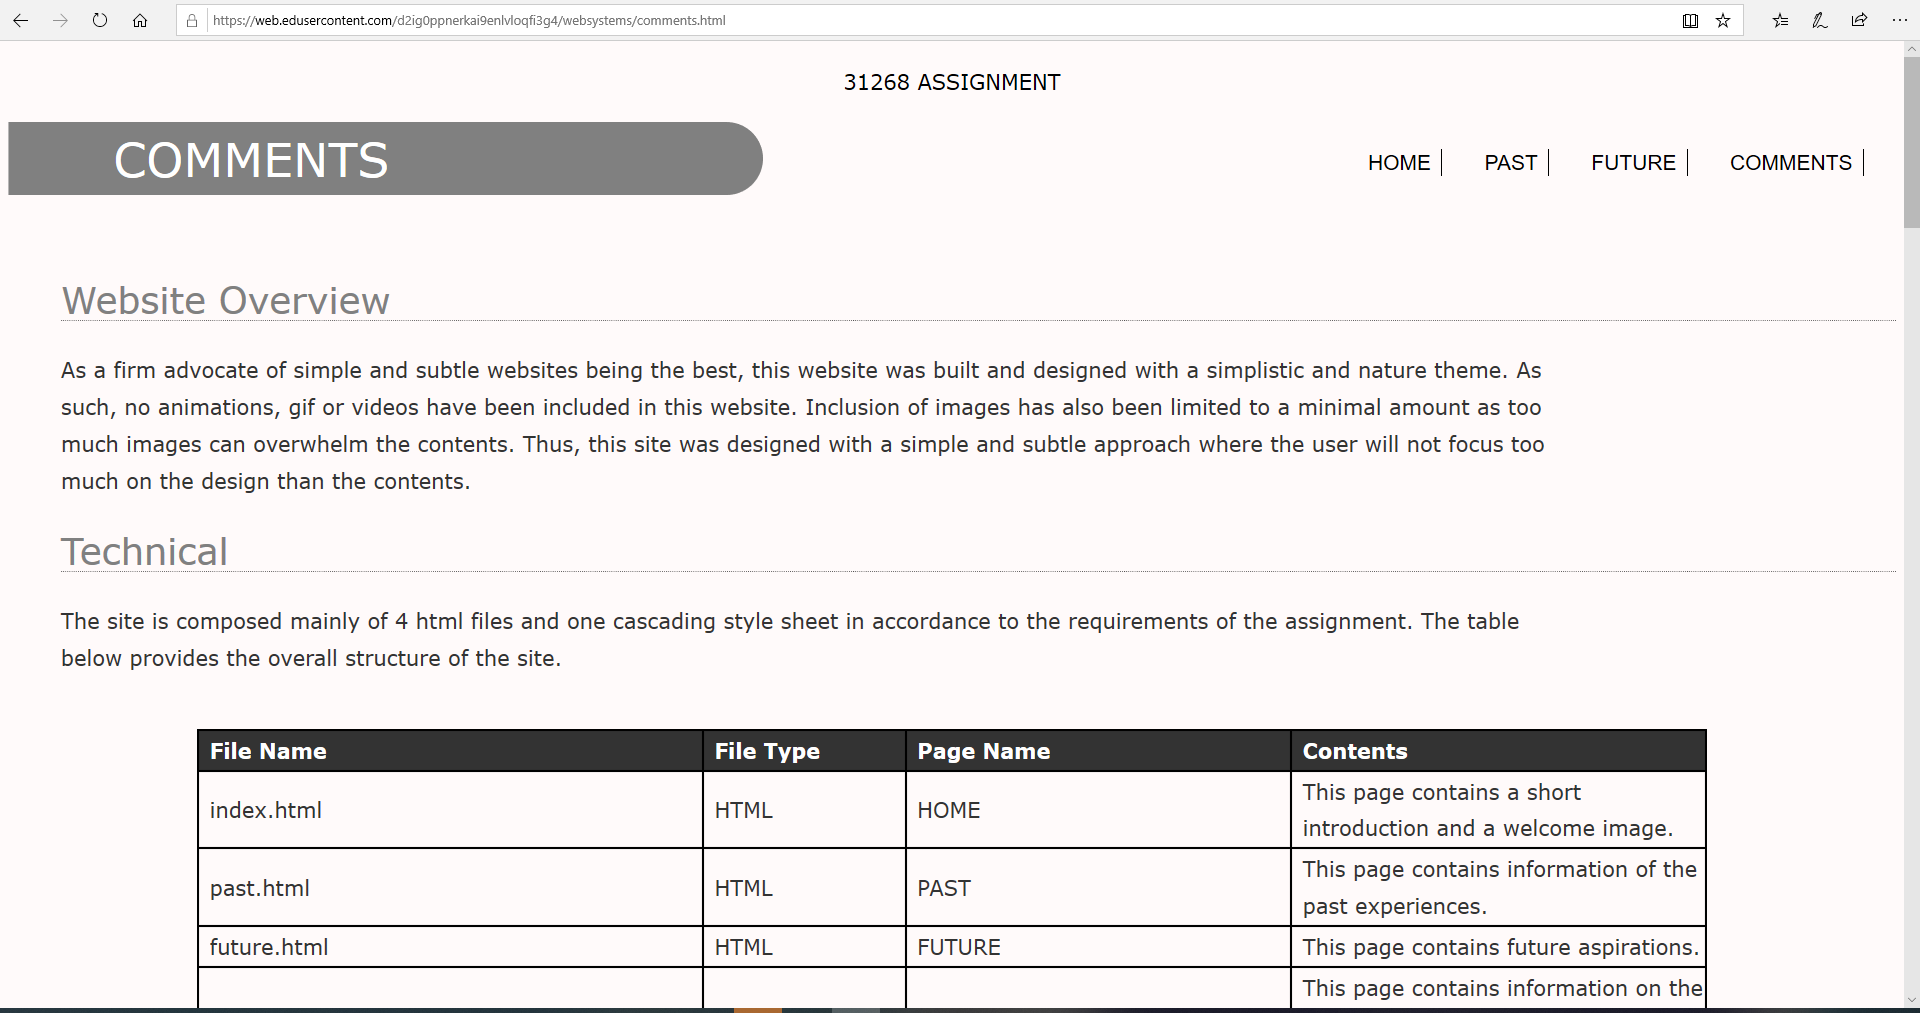 https://web.edusercontent.com/d2ig0ppnerkai9enlvloqfi3g4/websystems/comments.html
31268 ASSIGNMENT
COMMENTS
HOME
PAST
FUTURE
COMMENTS
Website Overview
As a firm advocate of simple and subtle websites being the best, this website was built and designed with a simplistic and nature theme. As
such, no animations, gif or videos have been included in this website. Inclusion of images has also been limited to a minimal amount as too
much images can overwhelm the contents. Thus, this site was designed with a simple and subtle approach where the user will not focus too
much on the design than the contents.
Technical
The site is composed mainly of 4 html files and one cascading style sheet in accordance to the requirements of the assignment. The table
below provides the overall structure of the site.
File Name File Type Page Name Contents
index.html HTML HOME This page contains a short
introduction and a welcome image.
past.html HTML PAST This page contains information of the
past experiences.
future.html HTML FUTURE This page contains future aspirations.
This page contains information on the